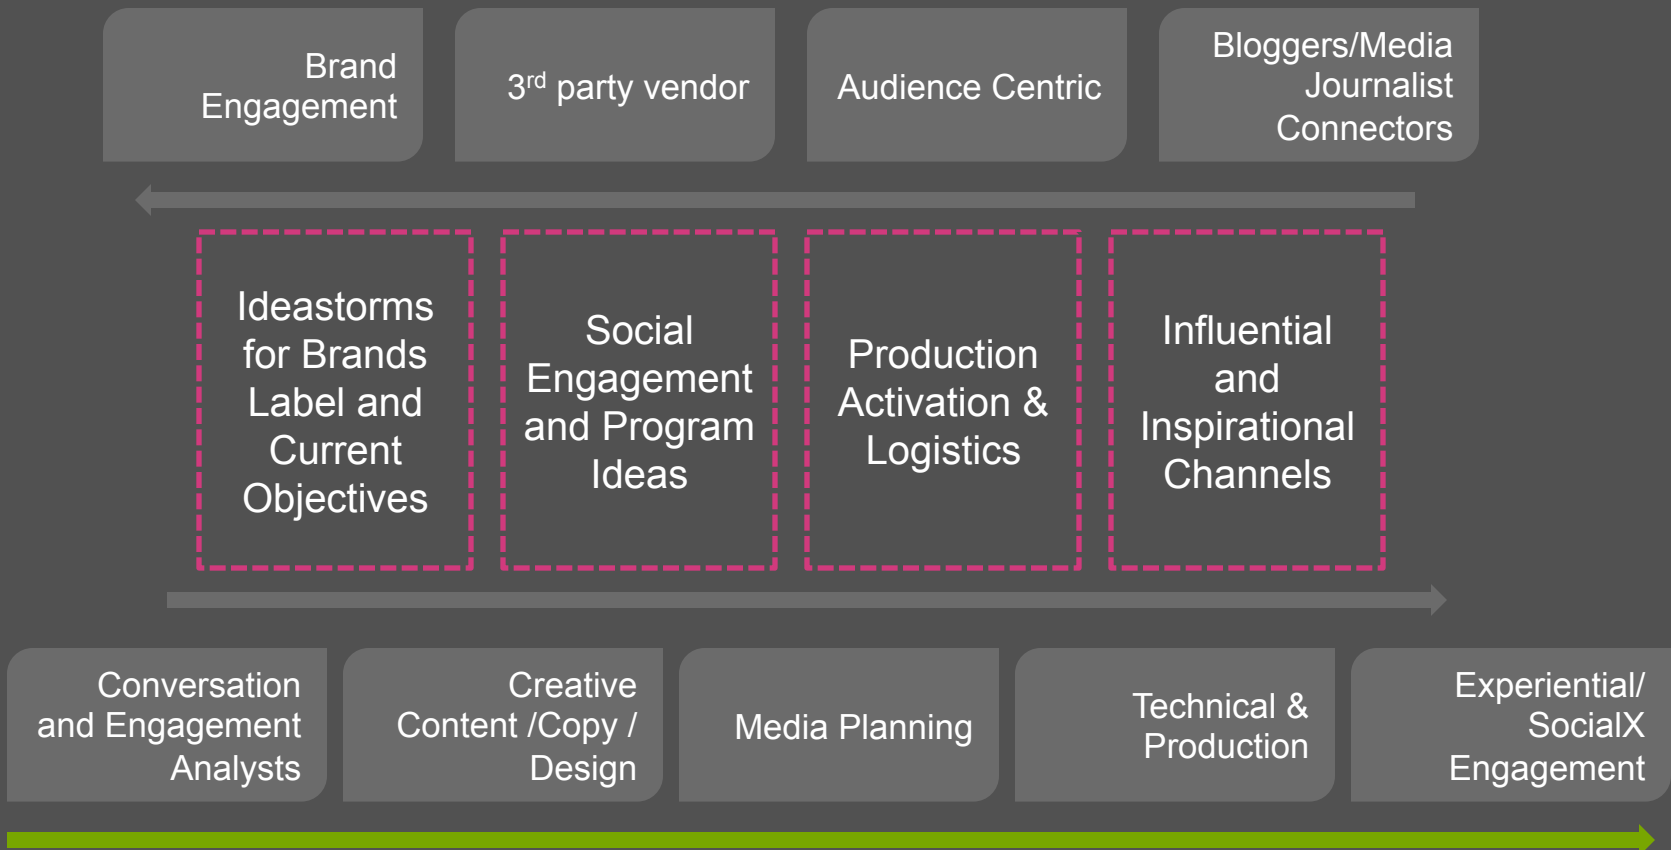 Brand
Engagement
3rd party vendor
Audience Centric
Bloggers/Media
Journalist
Connectors
Ideastorms
for Brands
Label and
Current
Objectives
Social
Engagement
and Program
Ideas
Production
Activation &
Logistics
Influential
and
Inspirational
Channels
Conversation
and Engagement
Analysts
Creative
Content /Copy /
Design
Media Planning
Technical &
Production
Experiential/
SocialX
Engagement